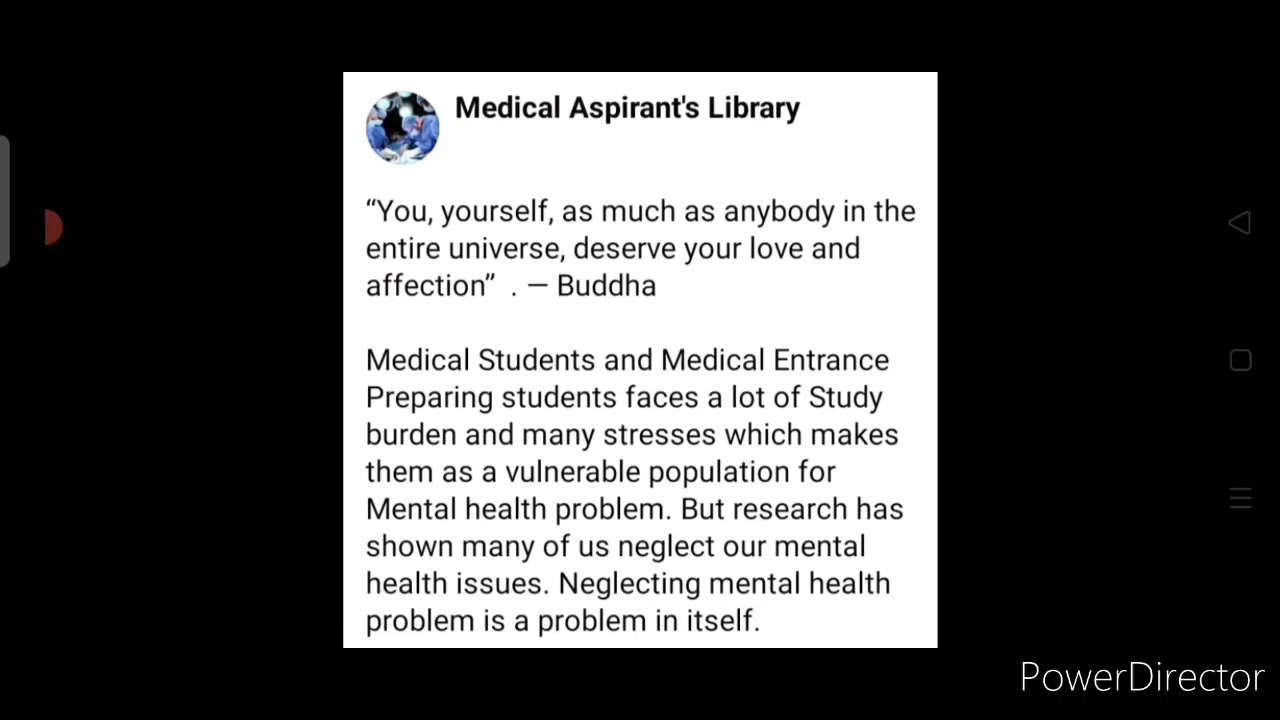 Medical Aspirant's Library
“You, yourself, as much as anybody in the
entire universe, deserve your love and
affection”  . — Buddha
Medical Students and Medical Entrance
Preparing students faces a lot of Study
burden and many stresses which makes
them as a vulnerable population for
Mental health problem. But research has
shown many of us neglect our mental
health issues. Neglecting mental health
problem is a problem in itself.
PowerDirector